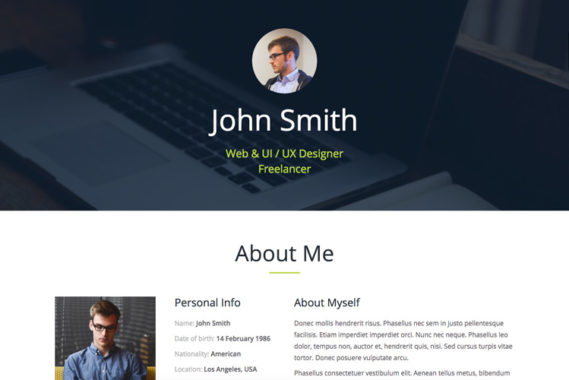 John Smith
Web & UI / UX Designer
Freelancer
About Me
Personal Info
Name: John Smith
Date of birth: 14 February 1986
Nationality: American
Location: Los Angeles, USA
About Myself
Donec mollis hendrerit risus. Phasellus nec sem in justo pellentesque
facilisis. Etiam imperdiet imperdiet orci. Nunc nec neque. Phasellus leo
dolor, tempus non, auctor et, hendrerit quis, nisi. Sed cursus turpis vitae
tortor. Donec posuere vulputate arcu.
Phasellus consectetuer vestibulum elit. Aenean tellus metus, bibendum